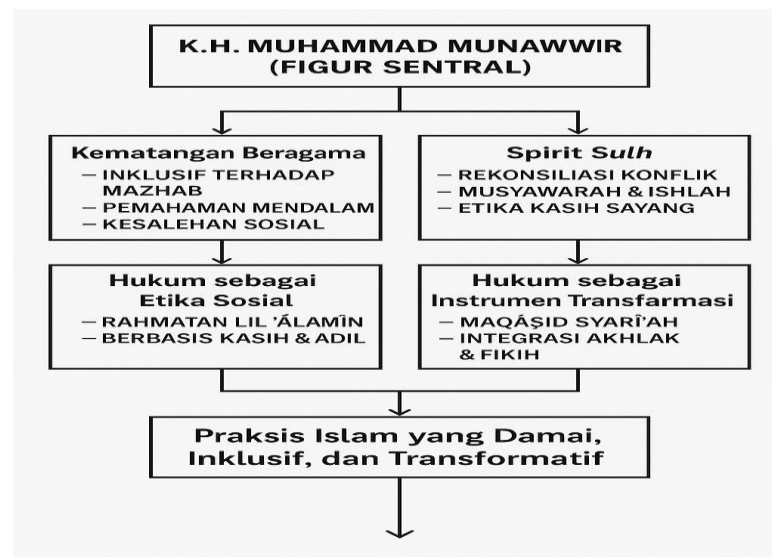 K.H. MUHAMMAD MUNAWWIR
(FIGUR SENTRAL)
Kematangan Beragama
– INKLUSIF TERHADAP
MAZHAB
– PEMAHAMAN MENDALAM
– KESALEHAN SOSIAL
Spirit Sulh
– REKONSILIASI KONFLIK
– MUSYAWARAH & ISHLAH
– ETIKA KASIH SAYANG
Hukum sebagai
Etika Sosial
– RAHMATAN LIL 'ÁLAMÌN
– BERBASIS KASIH & ADIL
Hukum sebagai
Instrumen Transfarmasi
– MAQÁŞID SYARÎ'AH
– INTEGRASI AKHLAK
& FIKIH
Praksis Islam yang Damai,
Inklusif, dan Transformatif